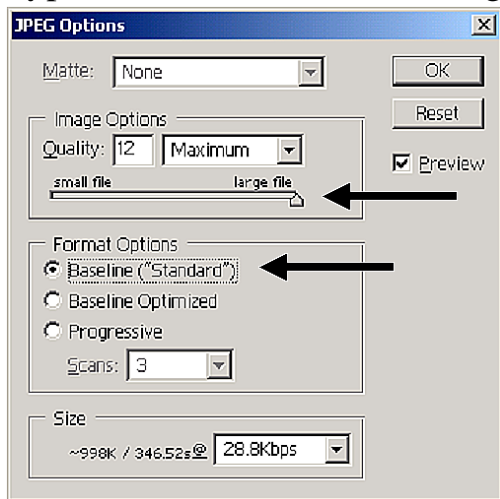 JPEG Options
Matte: None
OK
Image Options
Reset
Quality: 12 Maximum
Preview
small file large file
Format Options
Baseline ("Standard")
Baseline Optimized
Progressive
Scans: 3
Size
~998K / 346.52s@ 28.8Kbps